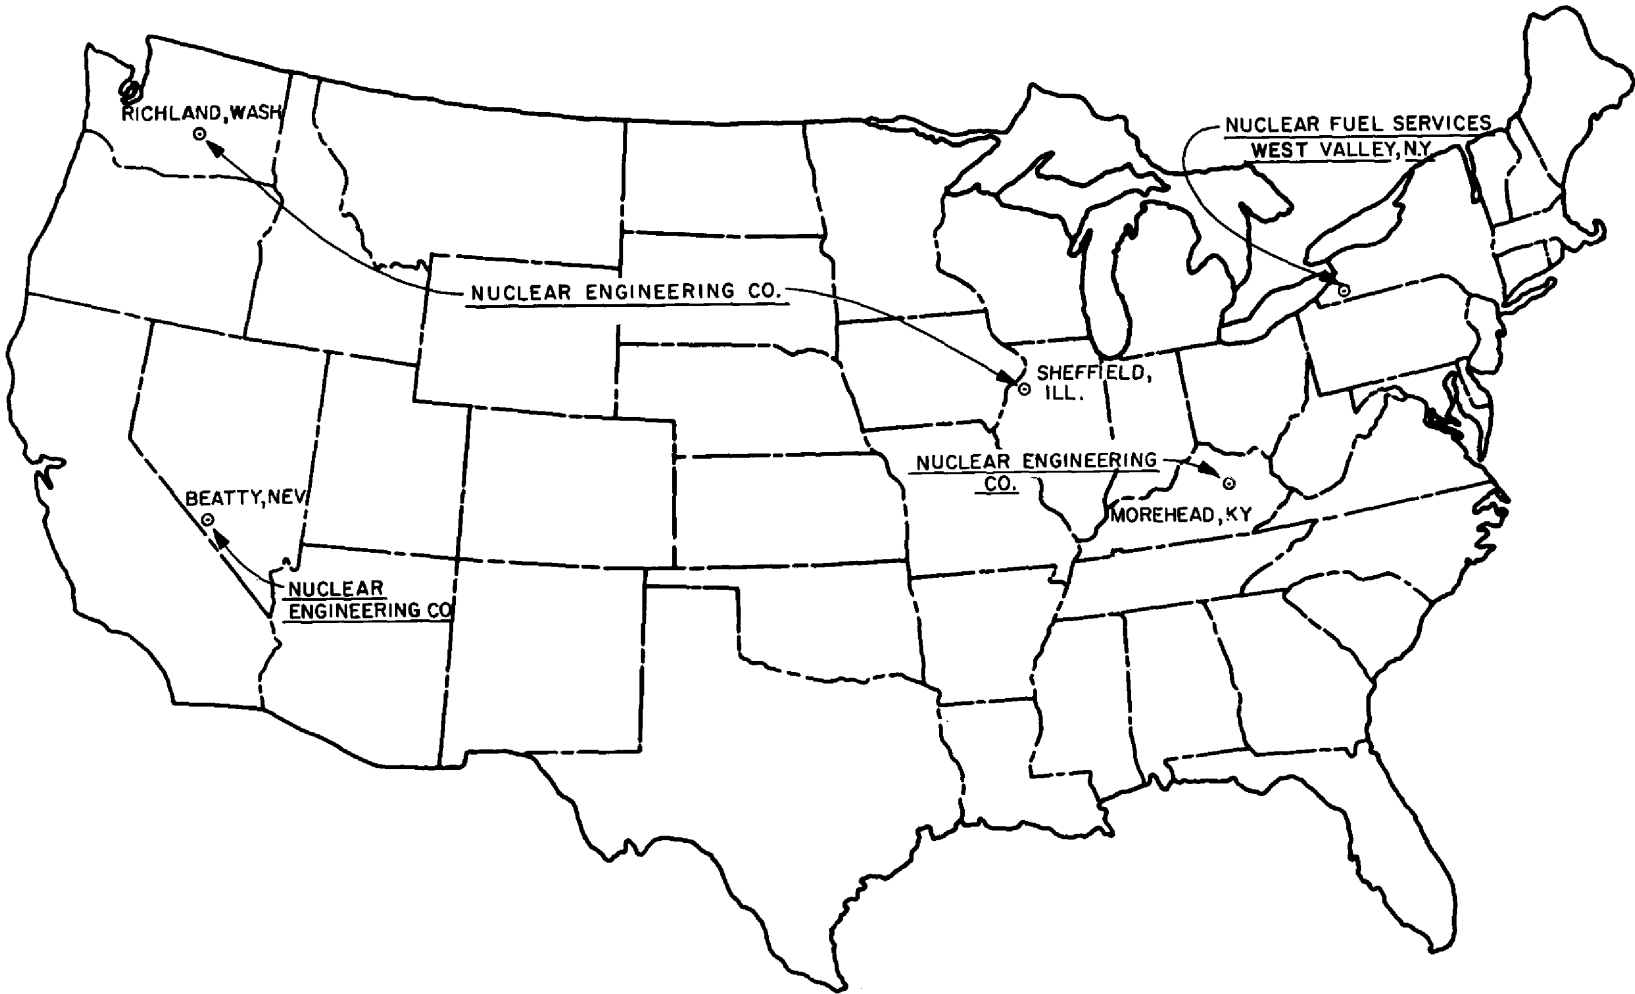 RICHLAND, WASH
NUCLEAR FUEL SERVICES
WEST VALLEY, N.Y.
NUCLEAR ENGINEERING CO.
SHEFFIELD,
ILL.
NUCLEAR ENGINEERING
CO.
MOREHEAD, KY
BEATTY, NEV
NUCLEAR
ENGINEERING CO